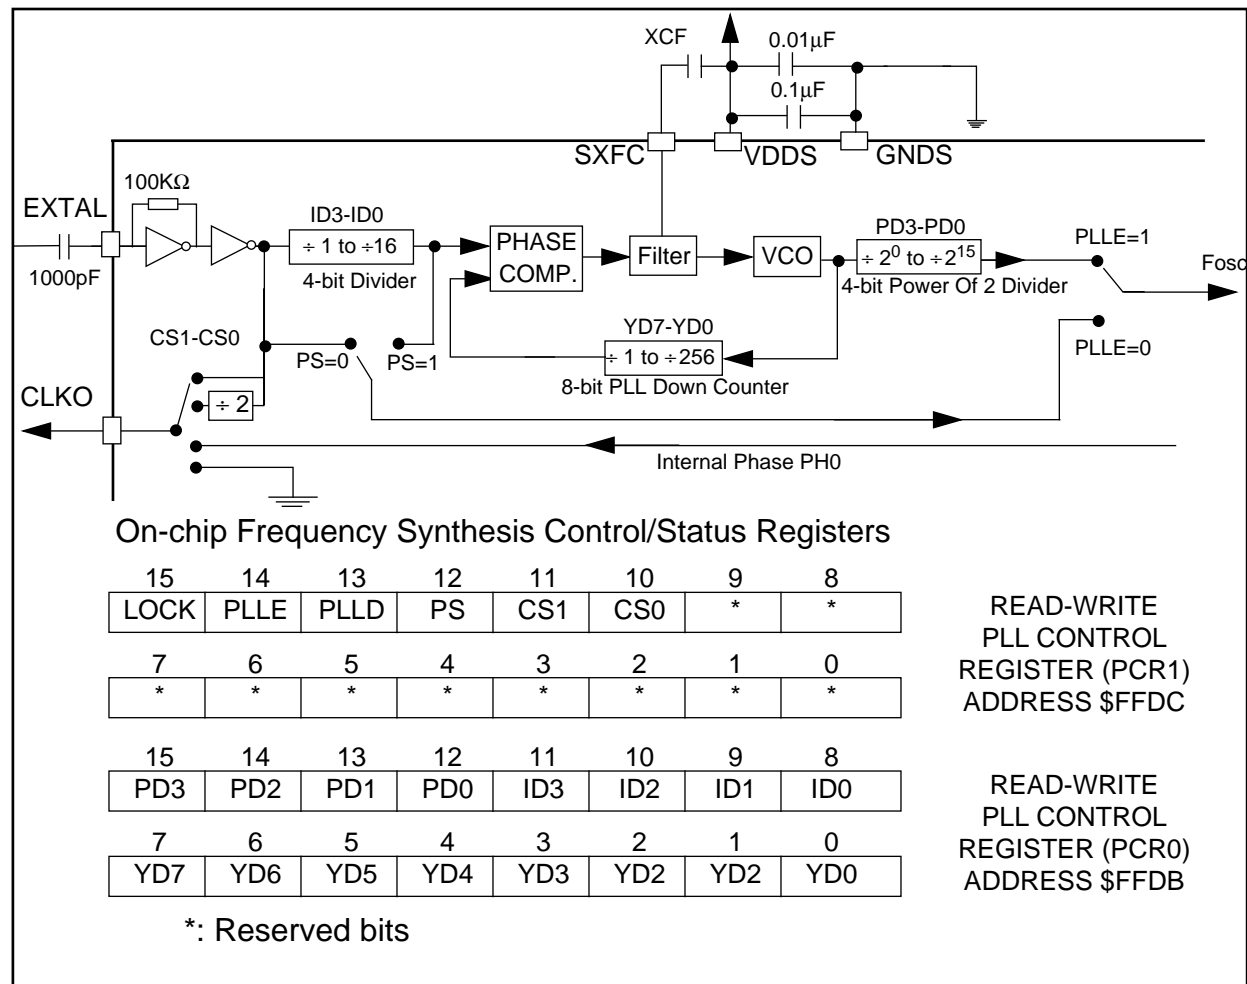 XCF
0.01µF
0.1µF
SXFC
VDDS
GNDS
100KΩ
EXTAL
1000pF
ID3-ID0
÷ 1 to ÷16
4-bit Divider
PHASE
COMP.
Filter
VCO
PD3-PD0
÷ 2⁰ to ÷2¹⁵
4-bit Power Of 2 Divider
PLLE=1
Fosc
YD7-YD0
÷ 1 to ÷256
8-bit PLL Down Counter
PLLE=0
CS1-CS0
PS=0
PS=1
CLKO
÷ 2
Internal Phase PH0
On-chip Frequency Synthesis Control/Status Registers
15 14 13 12 11 10 9 8
LOCK PLLE PLLD PS CS1 CS0 * *
7 6 5 4 3 2 1 0
* * * * * * * *
READ-WRITE
PLL CONTROL
REGISTER (PCR1)
ADDRESS $FFDC
15 14 13 12 11 10 9 8
PD3 PD2 PD1 PD0 ID3 ID2 ID1 ID0
7 6 5 4 3 2 1 0
YD7 YD6 YD5 YD4 YD3 YD2 YD2 YD0
READ-WRITE
PLL CONTROL
REGISTER (PCR0)
ADDRESS $FFDB
*: Reserved bits